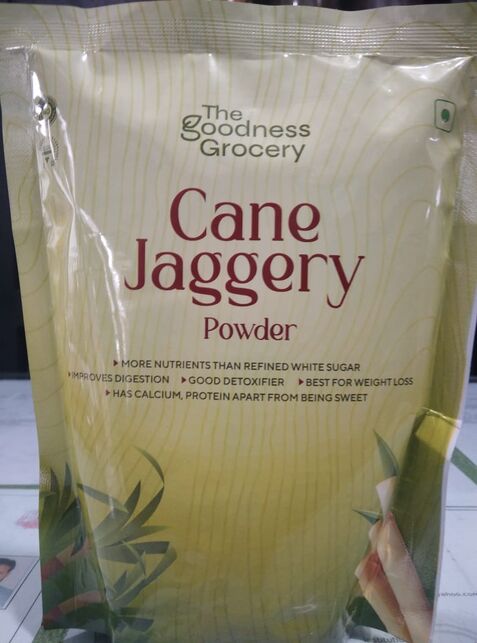 The
goodness
Grocery
Cane
Jaggery
Powder
MORE NUTRIENTS THAN REFINED WHITE SUGAR
IMPROVES DIGESTION GOOD DETOXIFIER BEST FOR WEIGHT LOSS
HAS CALCIUM, PROTEIN APART FROM BEING SWEET